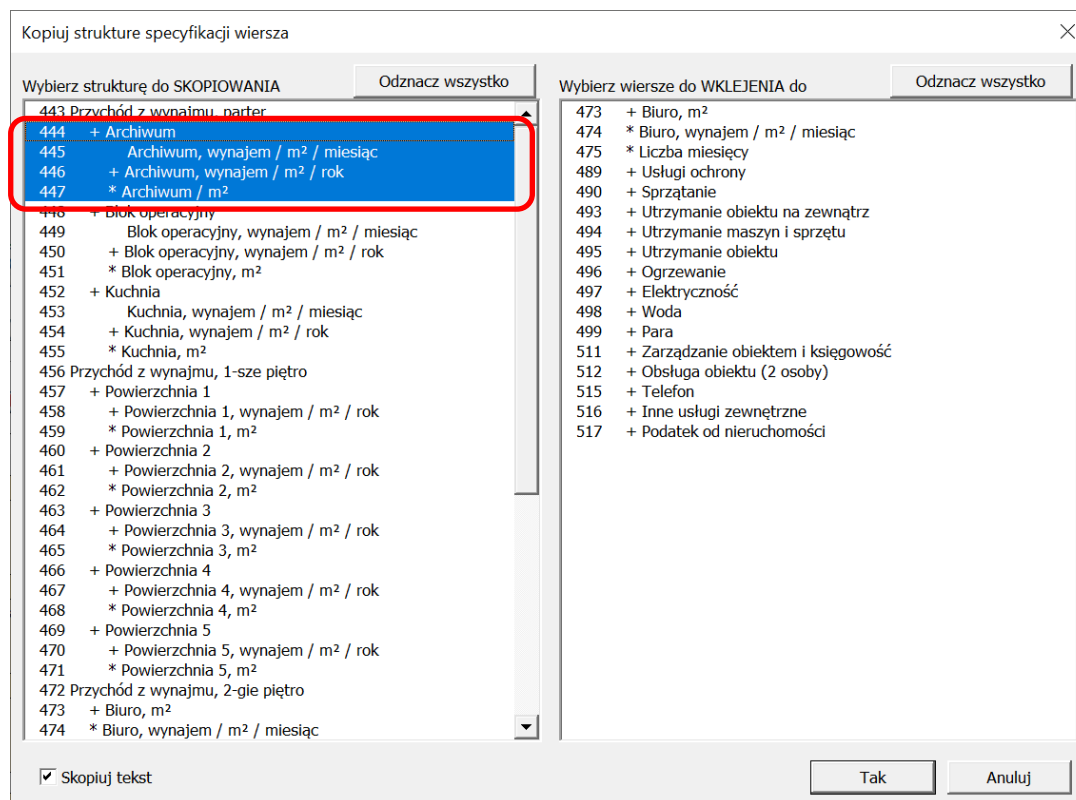 Kopiuj strukture specyfikacji wiersza
Wybierz strukturę do SKOPIOWANIA
Odznacz wszystko
443 Przychód z wynajmu, parter
444 + Archiwum
445 Archiwum, wynajem / m² / miesiąc
446 + Archiwum, wynajem / m² / rok
447 * Archiwum / m²
448 + Blok operacyjny
449 Blok operacyjny, wynajem / m² / miesiąc
450 + Blok operacyjny, wynajem / m² / rok
451 * Blok operacyjny, m²
452 + Kuchnia
453 Kuchnia, wynajem / m² / miesiąc
454 + Kuchnia, wynajem / m² / rok
455 * Kuchnia, m²
456 Przychód z wynajmu, 1-sze piętro
457 + Powierzchnia 1
458 + Powierzchnia 1, wynajem / m² / rok
459 * Powierzchnia 1, m²
460 + Powierzchnia 2
461 + Powierzchnia 2, wynajem / m² / rok
462 * Powierzchnia 2, m²
463 + Powierzchnia 3
464 + Powierzchnia 3, wynajem / m² / rok
465 * Powierzchnia 3, m²
466 + Powierzchnia 4
467 + Powierzchnia 4, wynajem / m² / rok
468 * Powierzchnia 4, m²
469 + Powierzchnia 5
470 + Powierzchnia 5, wynajem / m² / rok
471 * Powierzchnia 5, m²
472 Przychód z wynajmu, 2-gie piętro
473 + Biuro, m²
474 * Biuro, wynajem / m² / miesiąc
Wybierz wiersze do WKLEJENIA do
Odznacz wszystko
473 + Biuro, m²
474 * Biuro, wynajem / m² / miesiąc
475 * Liczba miesięcy
489 + Usługi ochrony
490 + Sprzątanie
493 + Utrzymanie obiektu na zewnątrz
494 + Utrzymanie maszyn i sprzętu
495 + Utrzymanie obiektu
496 + Ogrzewanie
497 + Elektryczność
498 + Woda
499 + Para
511 + Zarządzanie obiektem i księgowość
512 + Obsługa obiektu (2 osoby)
515 + Telefon
516 + Inne usługi zewnętrzne
517 + Podatek od nieruchomości
Skopiuj tekst
Tak
Anuluj